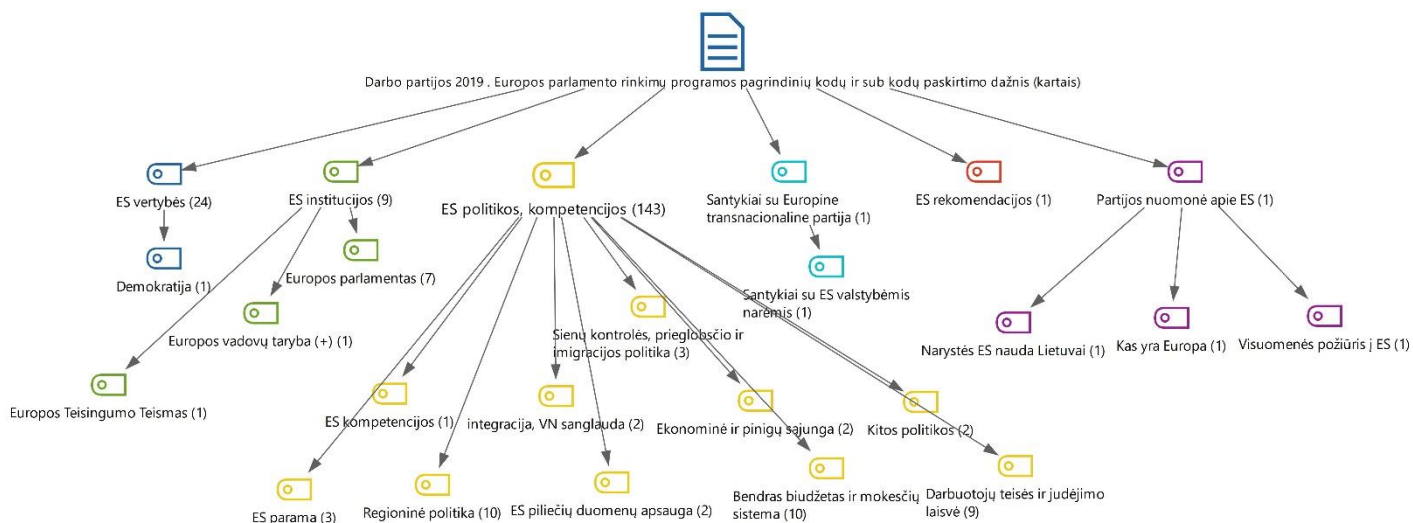 Darbo partijos 2019 . Europos parlamento rinkimų programos pagrindinių kodų ir sub kodų paskirtimo dažnis (kartais)
ES vertybės (24)
ES institucijos (9)
ES politikos, kompetencijos (143)
Santykiai su Europine
transnacionaline partija (1)
ES rekomendacijos (1)
Partijos nuomonė apie ES (1)
Demokratija (1)
Europos parlamentas (7)
Santykiai su ES valstybėmis
narėmis (1)
Europos vadovų taryba (+) (1)
Sienų kontrolės, prieglobsčio ir
imigracijos politika (3)
Narystės ES nauda Lietuvai (1)
Kas yra Europa (1)
Visuomenės požiūris į ES (1)
Europos Teisingumo Teismas (1)
ES kompetencijos (1)
integracija, VN sanglauda (2)
Ekonominė ir pinigų sąjunga (2)
Kitos politikos (2)
ES parama (3)
Regioninė politika (10)
ES piliečių duomenų apsauga (2)
Bendras biudžetas ir mokesčių
sistema (10)
Darbuotojų teisės ir judėjimo
laisvė (9)